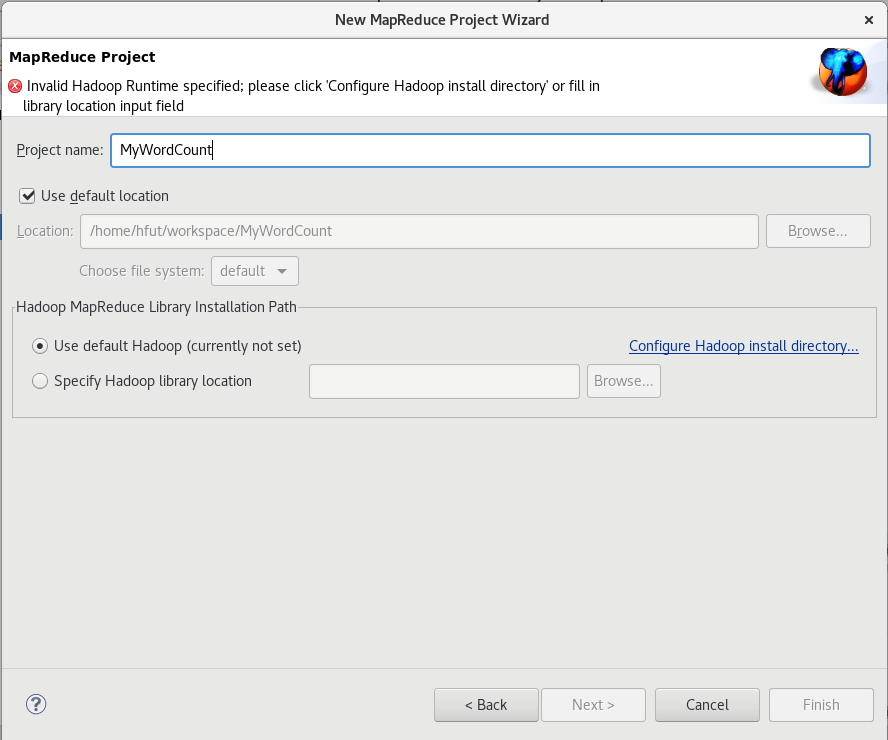 New MapReduce Project Wizard
×
MapReduce Project
Invalid Hadoop Runtime specified; please click 'Configure Hadoop install directory' or fill in
library location input field
Project name: MyWordCount
Use default location
Location: /home/hfut/workspace/MyWordCount Browse...
Choose file system: default
Hadoop MapReduce Library Installation Path
Use default Hadoop (currently not set) Configure Hadoop install directory...
Specify Hadoop library location Browse...
? < Back Next > Cancel Finish